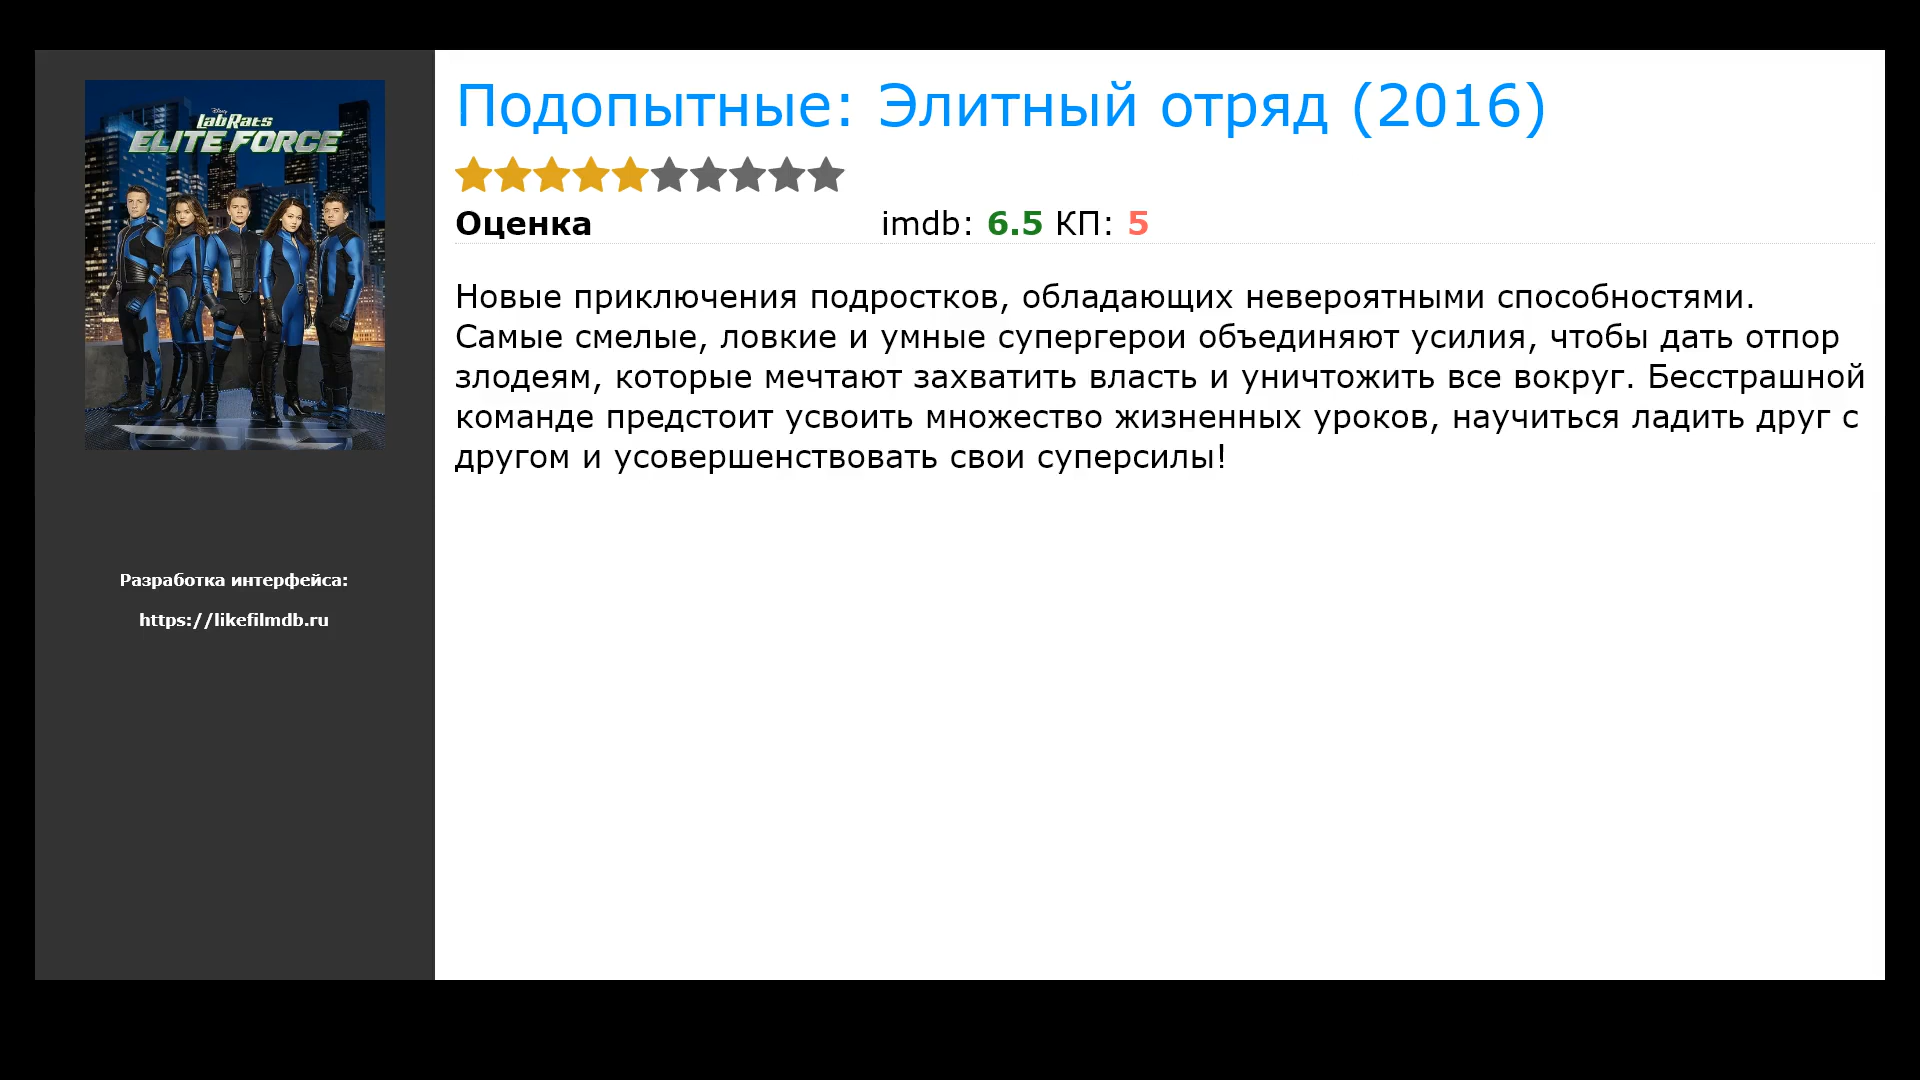 Disney
LabRats
ELITE FORCE
Разработка интерфейса:
https://likefilmdb.ru
Подопытные: Элитный отряд (2016)
Оценка imdb: 6.5 КП: 5
Новые приключения подростков, обладающих невероятными способностями.
Самые смелые, ловкие и умные супергерои объединяют усилия, чтобы дать отпор
злодеям, которые мечтают захватить власть и уничтожить все вокруг. Бесстрашной
команде предстоит усвоить множество жизненных уроков, научиться ладить друг с
другом и усовершенствовать свои суперсилы!